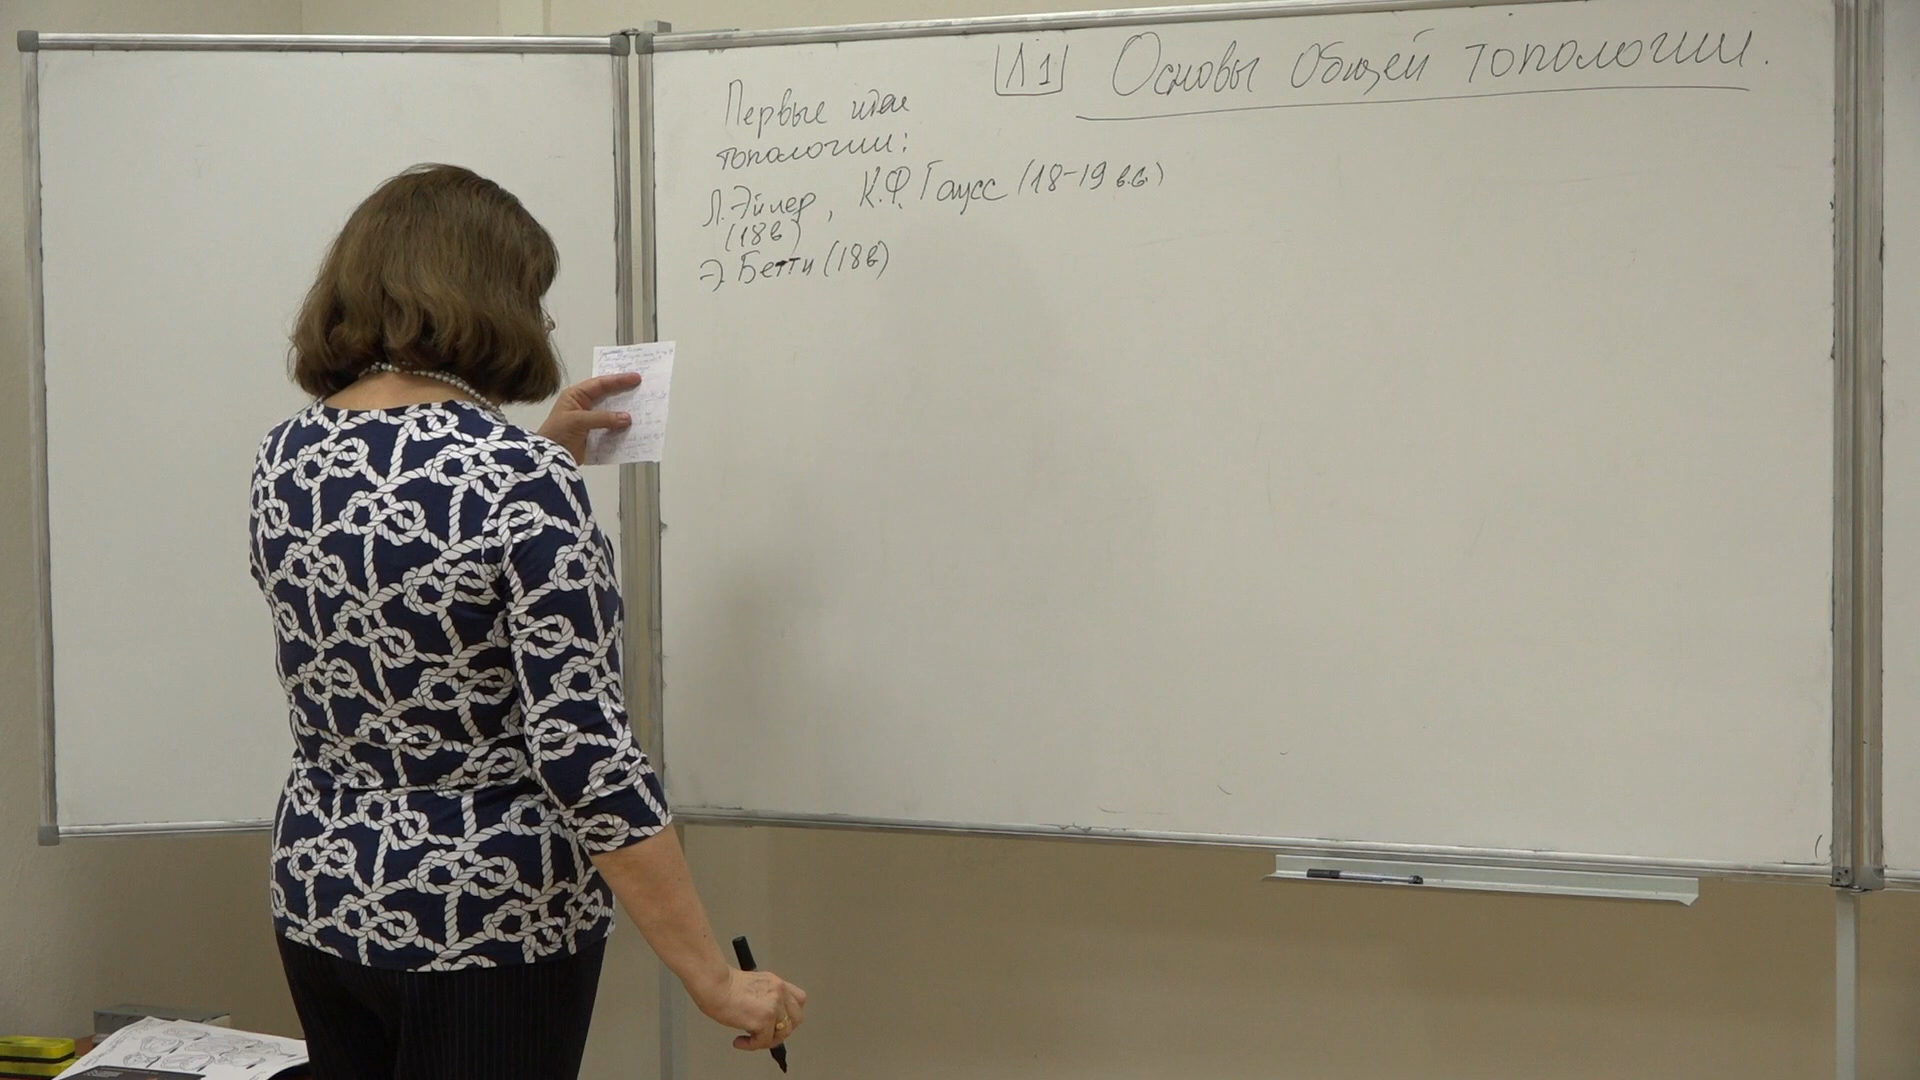 Л1 Основы общей топологии.
Первые идеи
топологии:
Л. Эйлер, К.Ф. Гаусс (18-19 в.в.)
(18в)
Э. Бетти (18в)